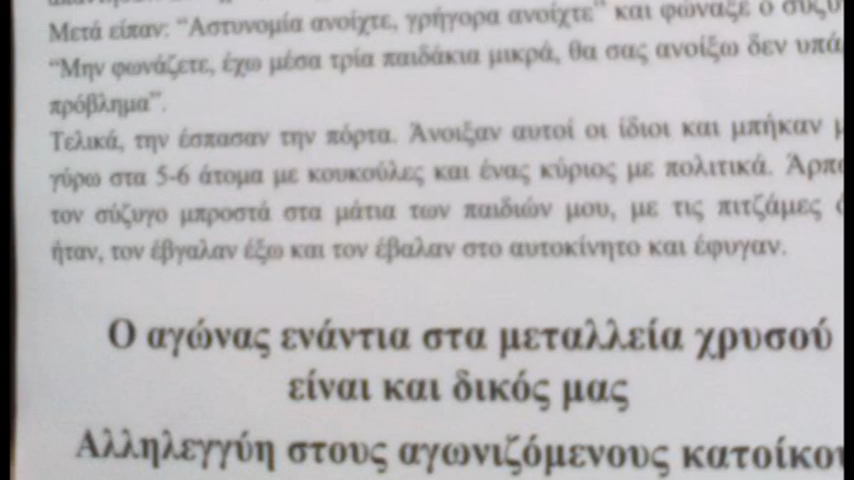 Μετά είπαν: “Αστυνομία ανοίχτε, γρήγορα ανοίχτε” και φώναξε ο
“Μην φωνάζετε, έχω μέσα τρία παιδάκια μικρά, θα σας ανοίξω δεν
πρόβλημα”.
Τελικά, την έσπασαν την πόρτα. Άνοιξαν αυτοί οι ίδιοι και μπήκαν
γύρω στα 5-6 άτομα με κουκούλες και ένας κύριος με πολιτικά.
τον σύζυγο μπροστά στα μάτια των παιδιών μου, με τις πιτζάμες
ήταν, τον έβγαλαν έξω και τον έβαλαν στο αυτοκίνητο και έφυγαν.
Ο αγώνας ενάντια στα μεταλλεία χρυσού
είναι και δικός μας
Αλληλεγγύη στους αγωνιζόμενους